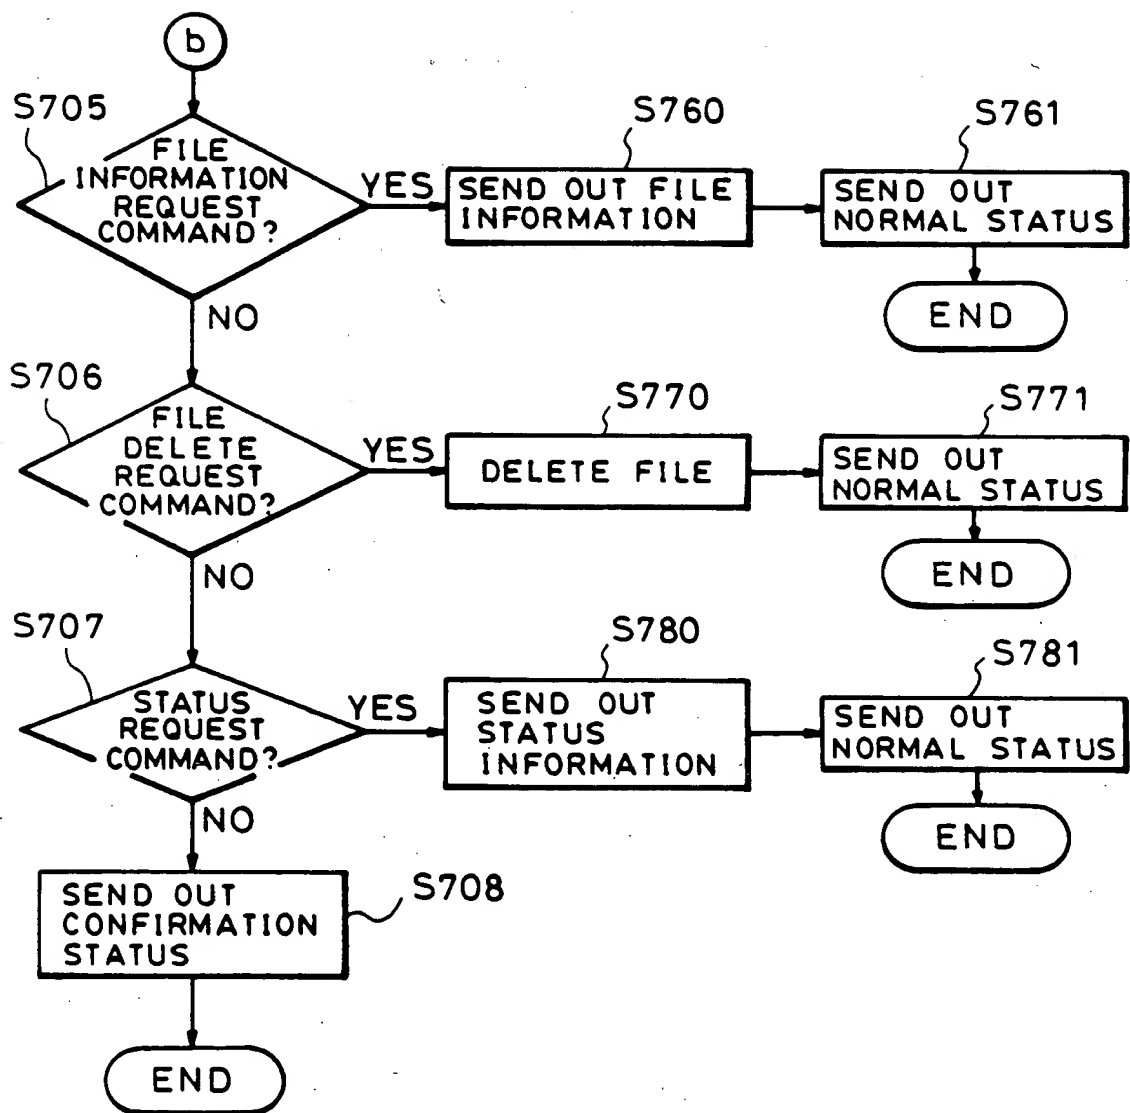 b
S705
FILE
INFORMATION
REQUEST
COMMAND?
YES
S760
SEND OUT FILE
INFORMATION
S761
SEND OUT
NORMAL STATUS
END
NO
S706
FILE
DELETE
REQUEST
COMMAND?
YES
S770
DELETE FILE
S771
SEND OUT
NORMAL STATUS
END
NO
S707
STATUS
REQUEST
COMMAND?
YES
S780
SEND OUT
STATUS
INFORMATION
S781
SEND OUT
NORMAL STATUS
END
NO
S708
SEND OUT
CONFIRMATION
STATUS
END